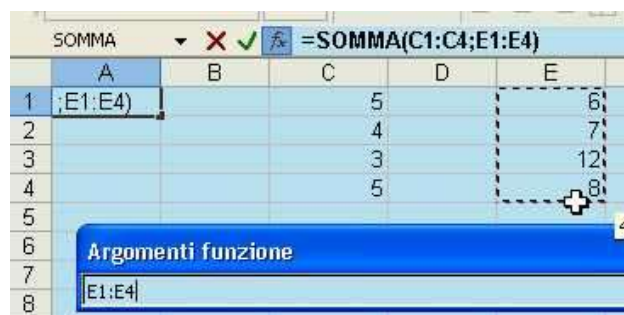 SOMMA =SOMMA(C1:C4;E1:E4)
A B C D E
1 ;E1:E4) 5 6
2 4 7
3 3 12
4 5 8
5
6 Argomenti funzione
7
8 E1:E4